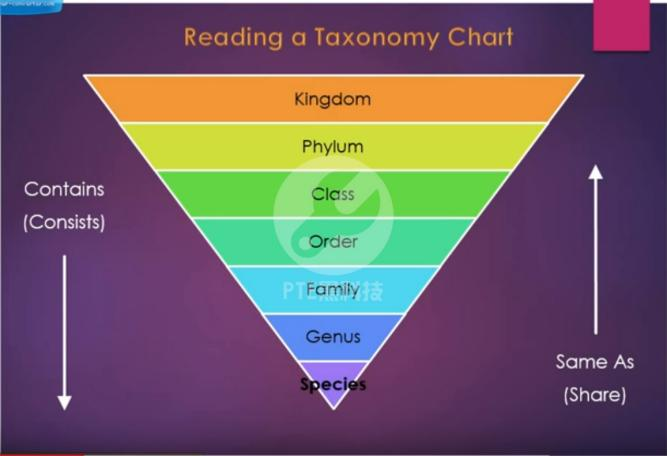 Reading a Taxonomy Chart
Kingdom
Phylum
Class
Order
Family
Genus
Species
Contains
(Consists)
Same As
(Share)